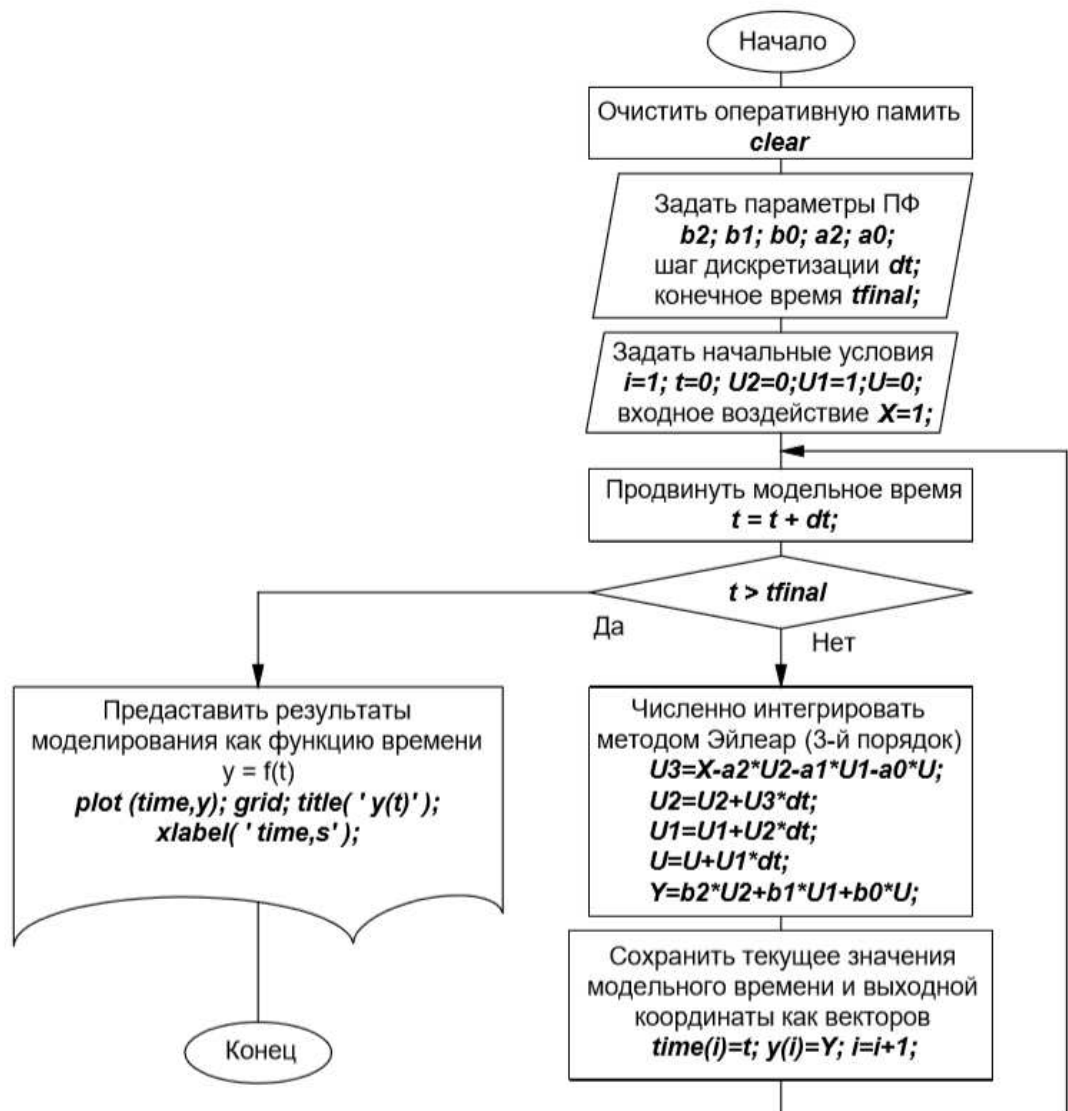 Начало
Очистить оперативную память
clear
Задать параметры ПФ
b2; b1; b0; a2; a0;
шаг дискретизации dt;
конечное время tfinal;
Задать начальные условия
i=1; t=0; U2=0;U1=1;U=0;
входное воздействие X=1;
Продвинуть модельное время
t = t + dt;
t > tfinal
Да
Нет
Предаставить результаты
моделирования как функцию времени
y = f(t)
plot (time,y); grid; title( ' y(t)' );
xlabel( ' time,s' );
Конец
Численно интегрировать
методом Эйлеар (3-й порядок)
U3=X-a2*U2-a1*U1-a0*U;
U2=U2+U3*dt;
U1=U1+U2*dt;
U=U+U1*dt;
Y=b2*U2+b1*U1+b0*U;
Сохранить текущее значения
модельного времени и выходной
координаты как векторов
time(i)=t; y(i)=Y; i=i+1;